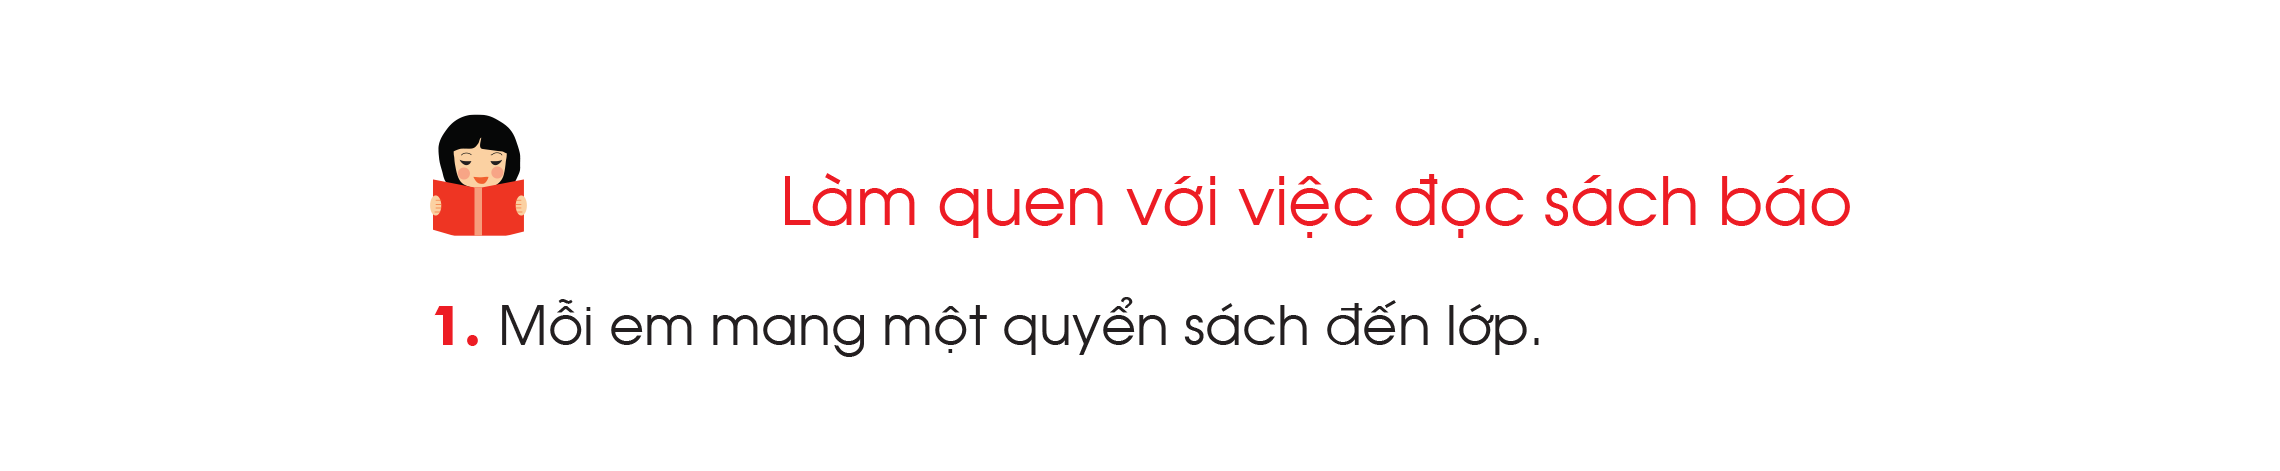 Làm quen với việc đọc sách báo
1. Mỗi em mang một quyển sách đến lớp.